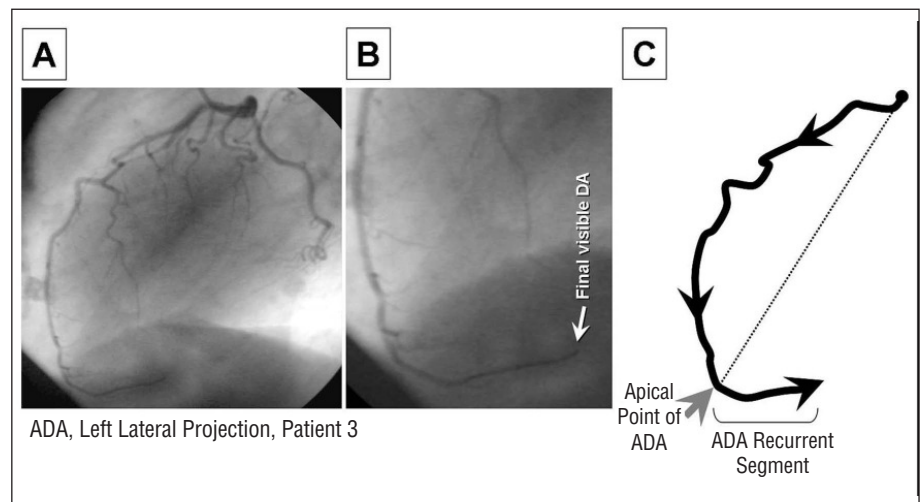 A
B
C
Final visible DA
Apical
Point of
ADA
ADA Recurrent
Segment
ADA, Left Lateral Projection, Patient 3